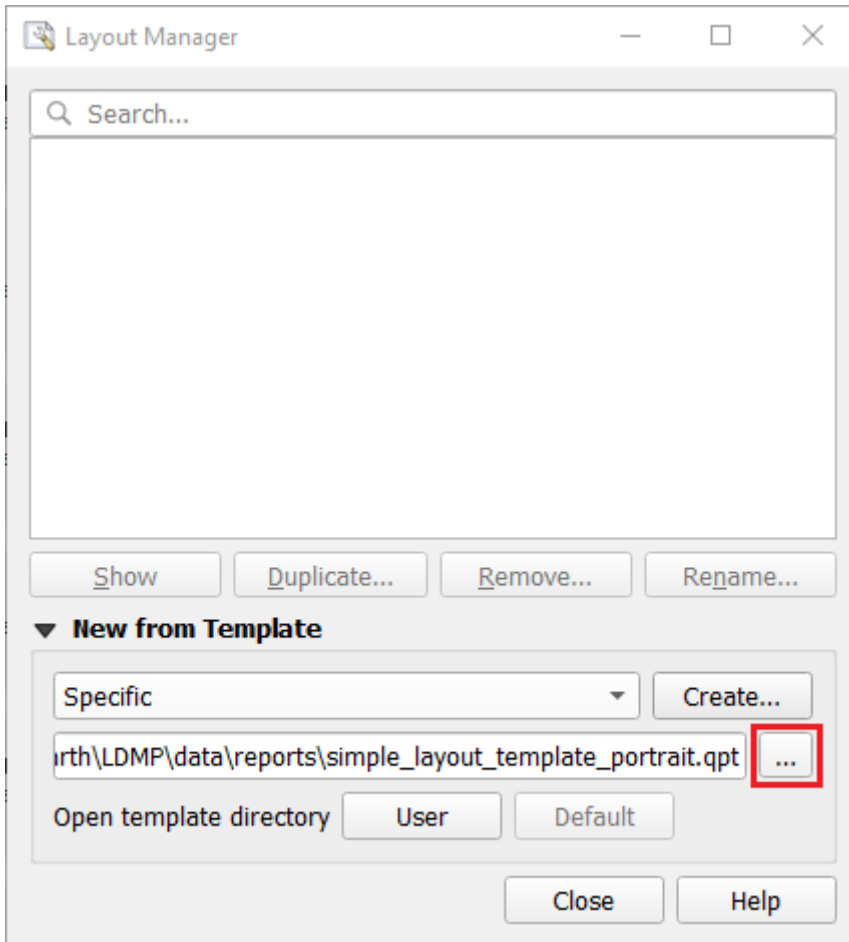 Layout Manager
Search...
Show Duplicate... Remove... Rename...
New from Template
Specific Create...
rth\LDMP\data\reports\simple_layout_template_portrait.qpt ...
Open template directory User Default
Close Help